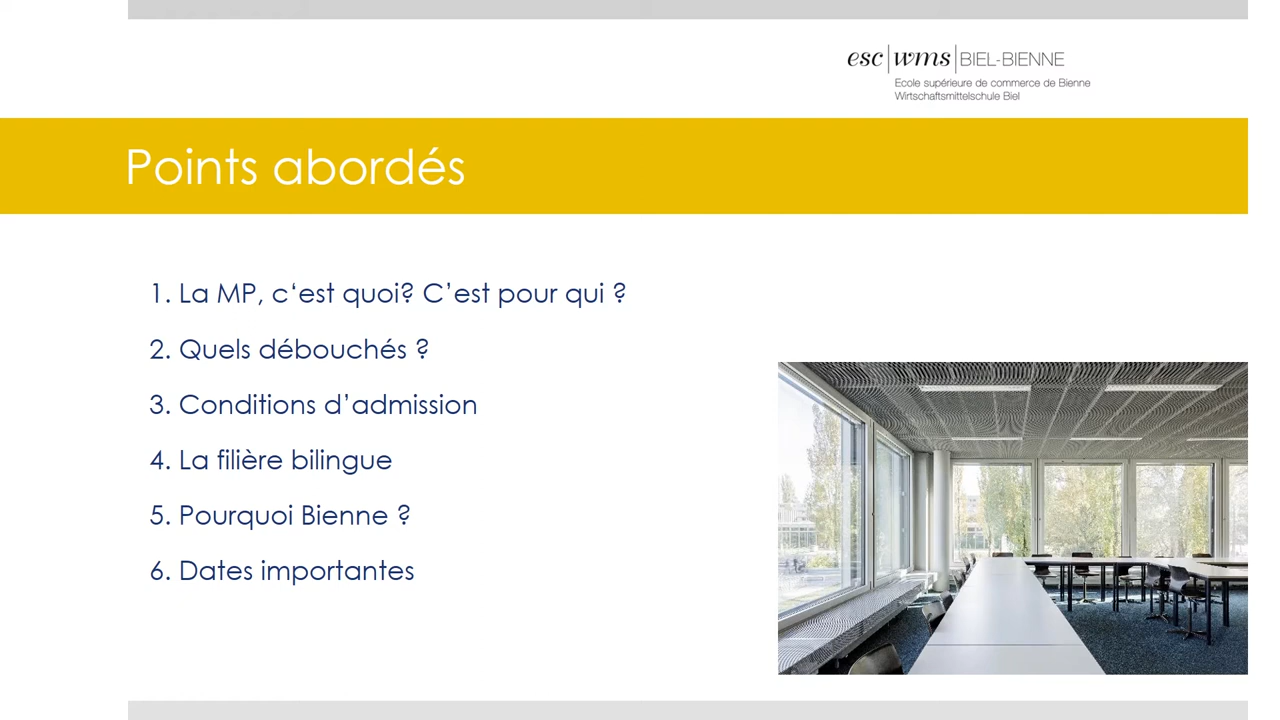 esc|wms|BIEL-BIENNE
Ecole supérieure de commerce de Bienne
Wirtschaftsmittelschule Biel
Points abordés
1. La MP, c‘est quoi? C’est pour qui ?
2. Quels débouchés ?
3. Conditions d’admission
4. La filière bilingue
5. Pourquoi Bienne ?
6. Dates importantes